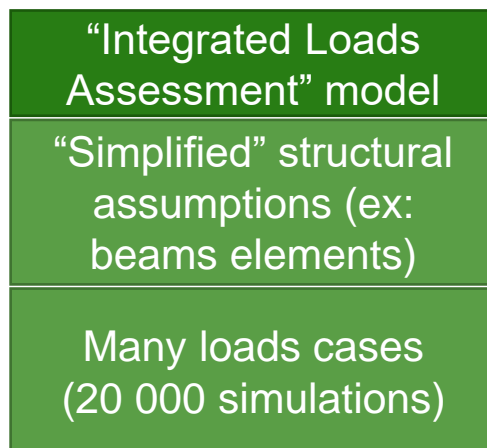 “Integrated Loads
Assessment” model
“Simplified” structural
assumptions (ex:
beams elements)
Many loads cases
(20 000 simulations)